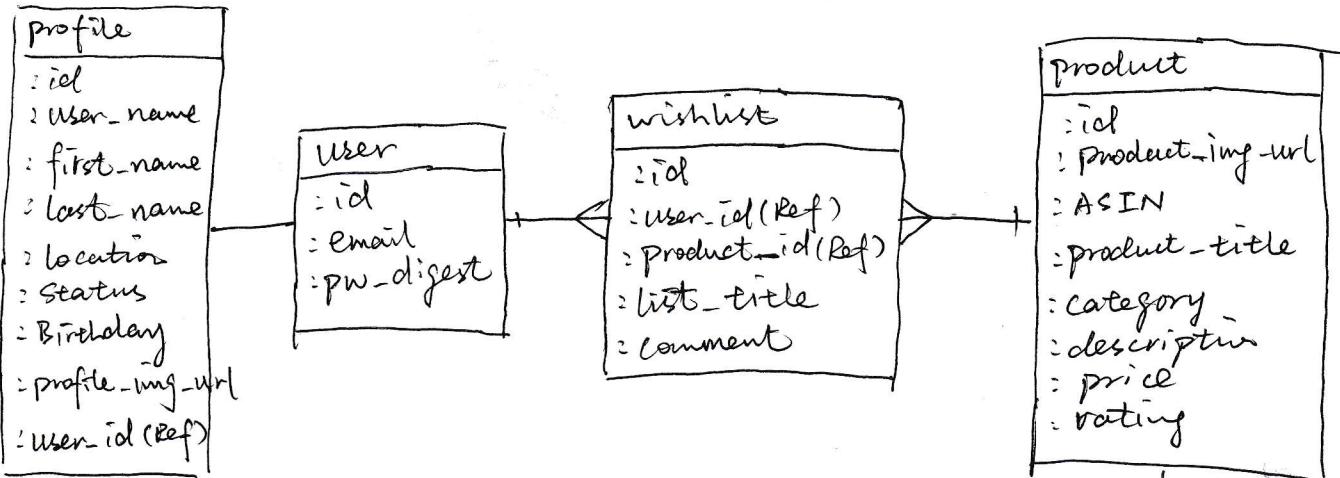 profile
:id
:user_name
:first_name
:last_name
:location
:status
:Birthday
:profile_img_url
:user_id (Ref)
user
:id
:email
:pw_digest
wishlist
:id
:user_id (Ref)
:product_id (Ref)
:list_title
:comment
product
:id
:product_img_url
:ASIN
:product_title
:category
:description
:price
:rating